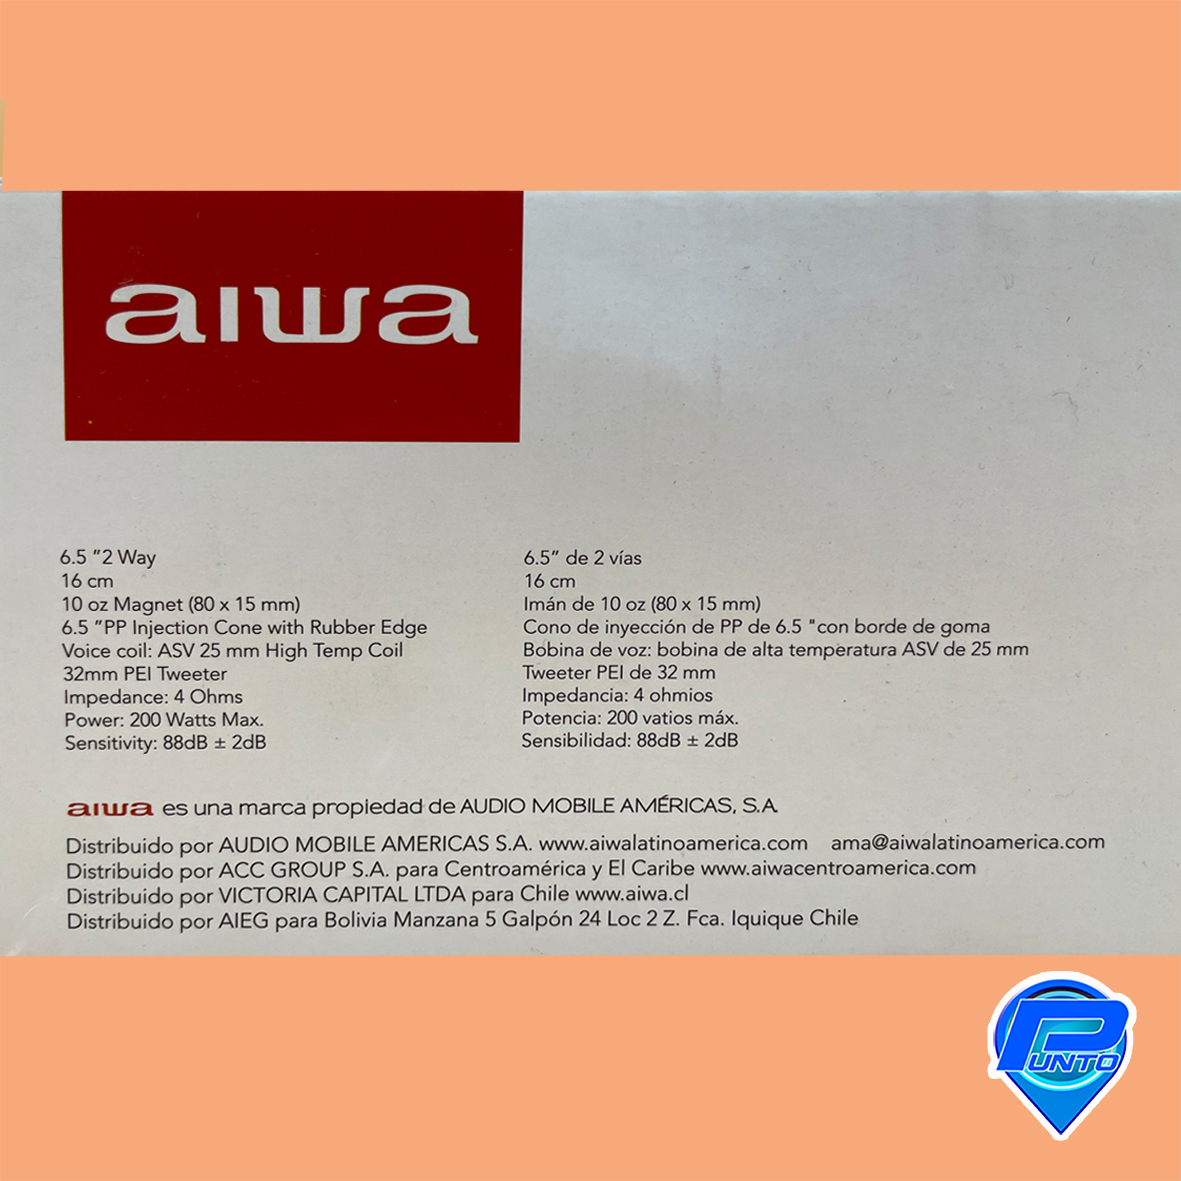 aiwa
6.5 "2 Way
16 cm
10 oz Magnet (80 x 15 mm)
6.5 "PP Injection Cone with Rubber Edge
Voice coil: ASV 25 mm High Temp Coil
32mm PEI Tweeter
Impedance: 4 Ohms
Power: 200 Watts Max.
Sensitivity: 88dB ± 2dB
6.5" de 2 vías
16 cm
Imán de 10 oz (80 x 15 mm)
Cono de inyección de PP de 6.5 "con borde de goma
Bobina de voz: bobina de alta temperatura ASV de 25 mm
Tweeter PEI de 32 mm
Impedancia: 4 ohmios
Potencia: 200 vatios máx.
Sensibilidad: 88dB ± 2dB
aiwa es una marca propiedad de AUDIO MOBILE AMÉRICAS, S.A.
Distribuido por AUDIO MOBILE AMERICAS S.A. www.aiwalatinoamerica.com ama@aiwalatinoamerica.com
Distribuido por ACC GROUP S.A. para Centroamérica y El Caribe www.aiwacentroamerica.com
Distribuido por VICTORIA CAPITAL LTDA para Chile www.aiwa.cl
Distribuido por AIEG para Bolivia Manzana 5 Galpón 24 Loc 2 Z. Fca. Iquique Chile
PUNTO